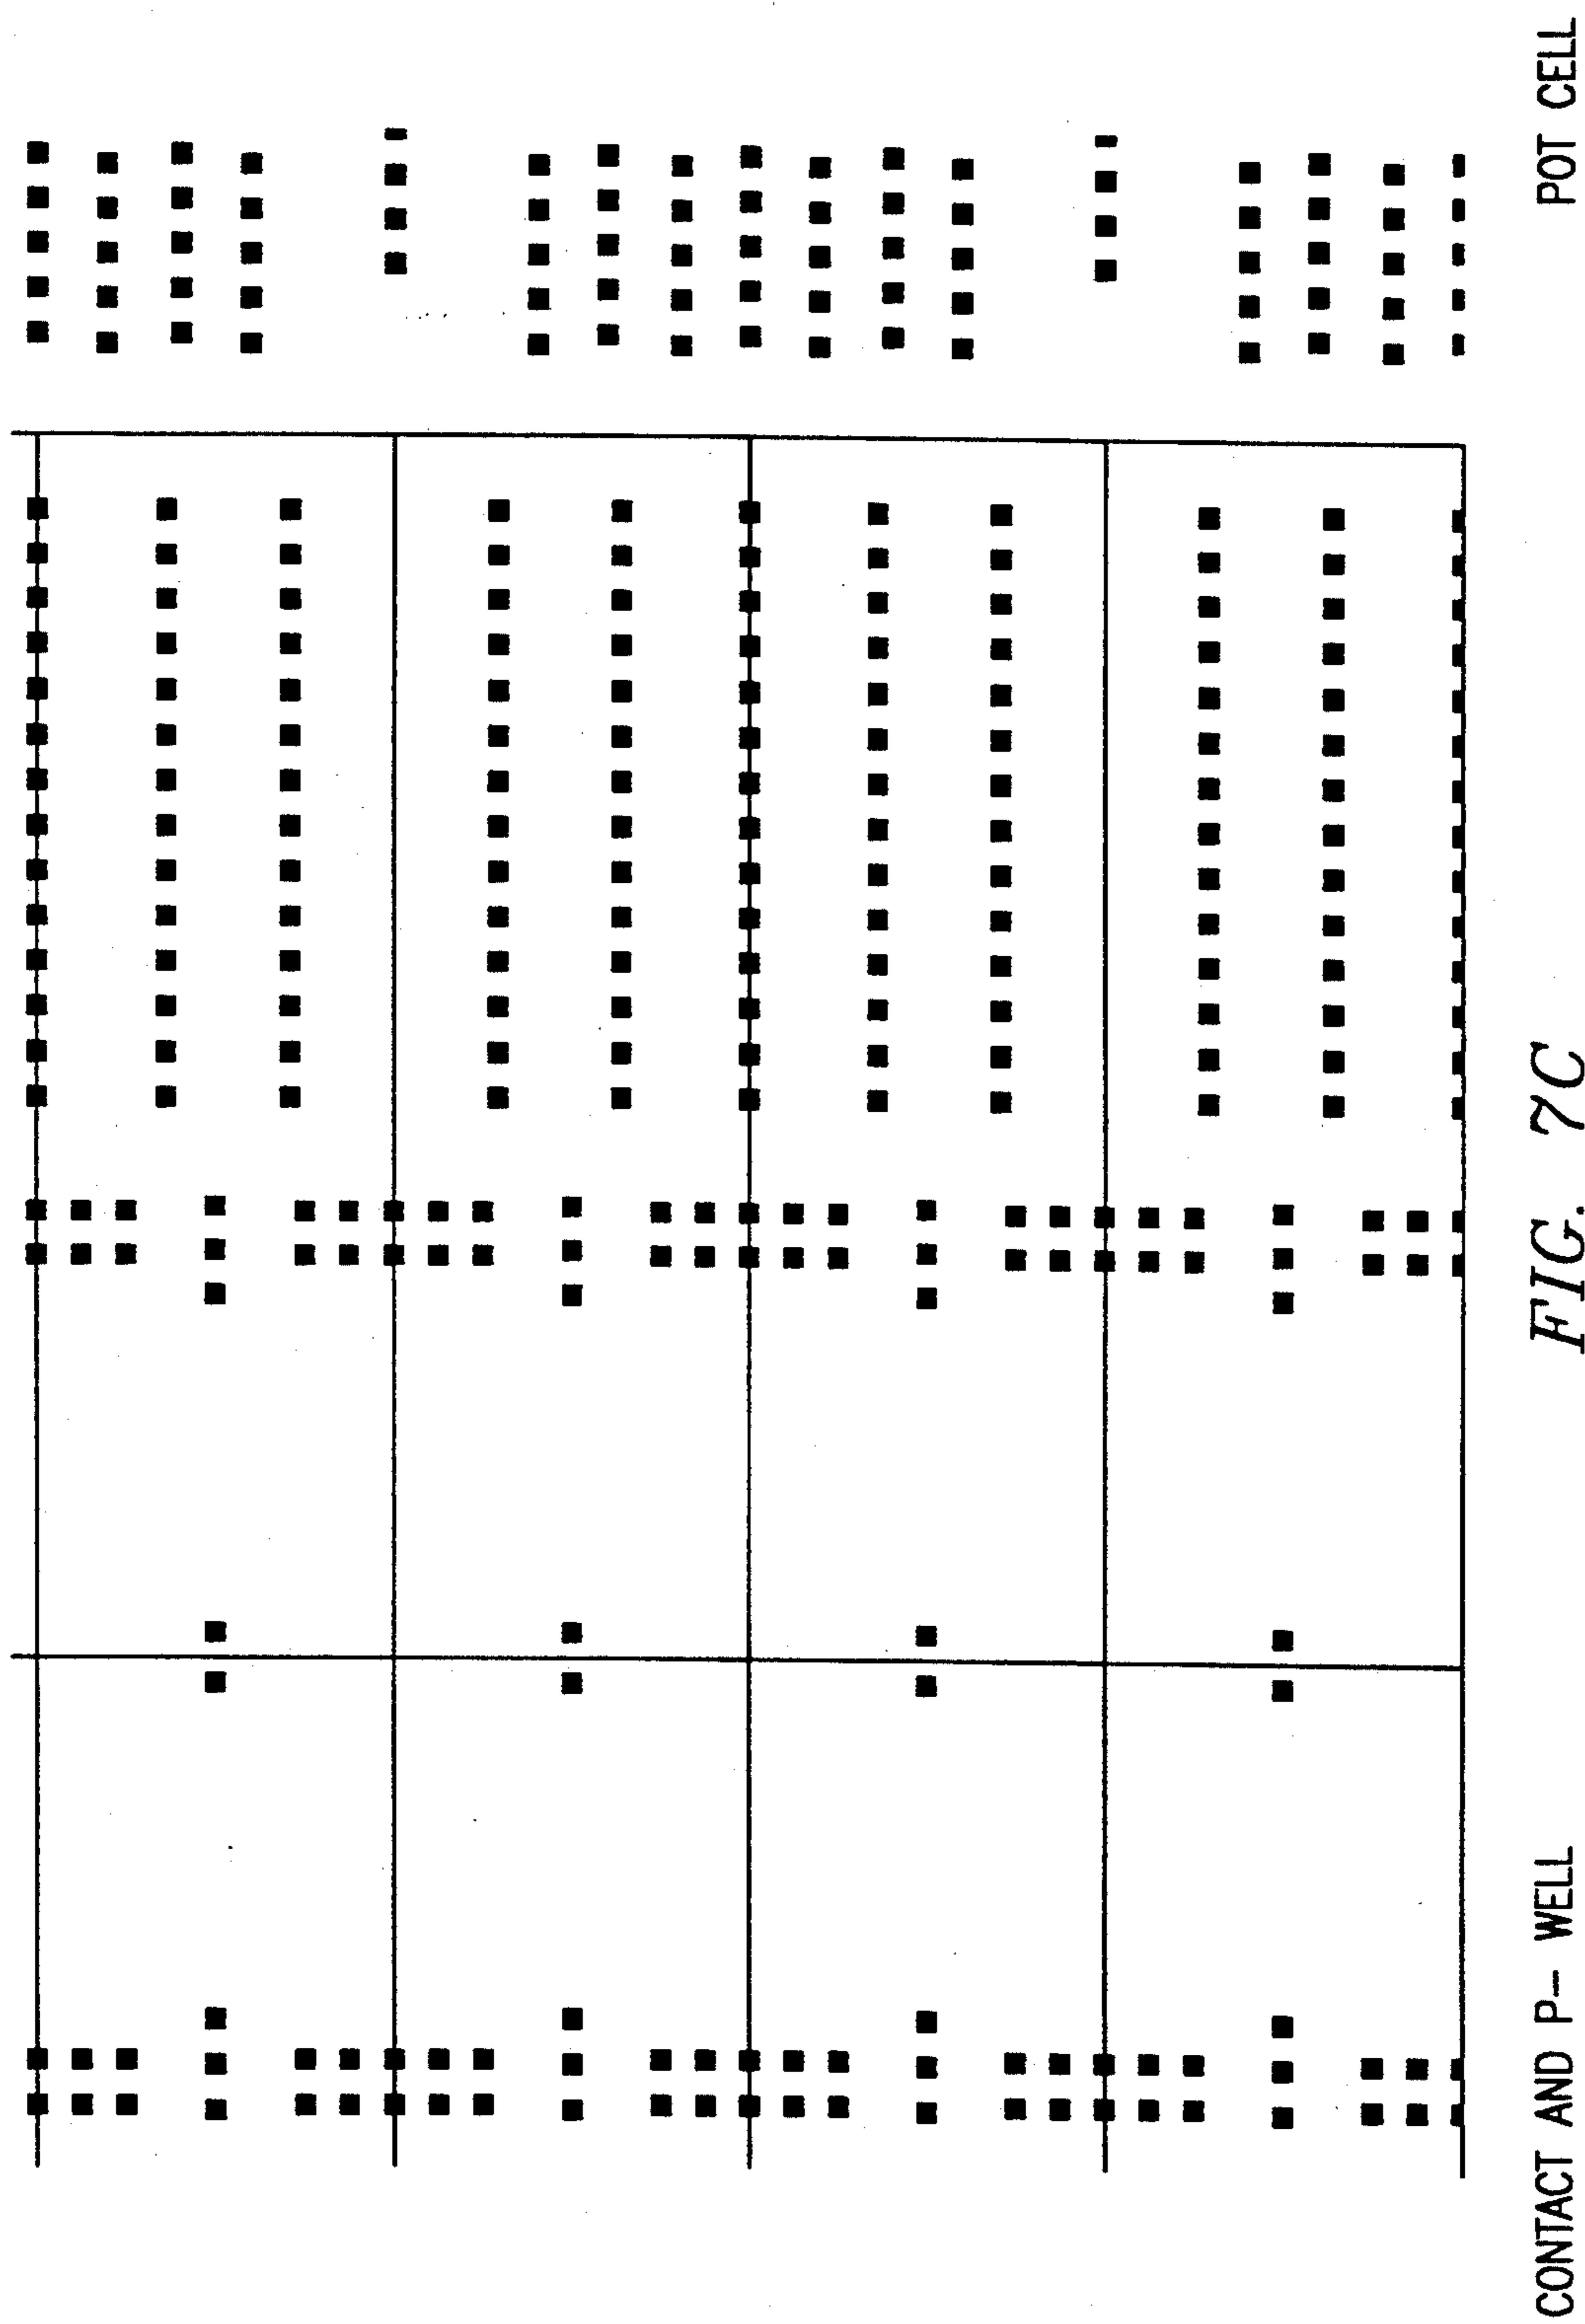 CONTACT AND P- WELL
FIG. 7C
POT CELL